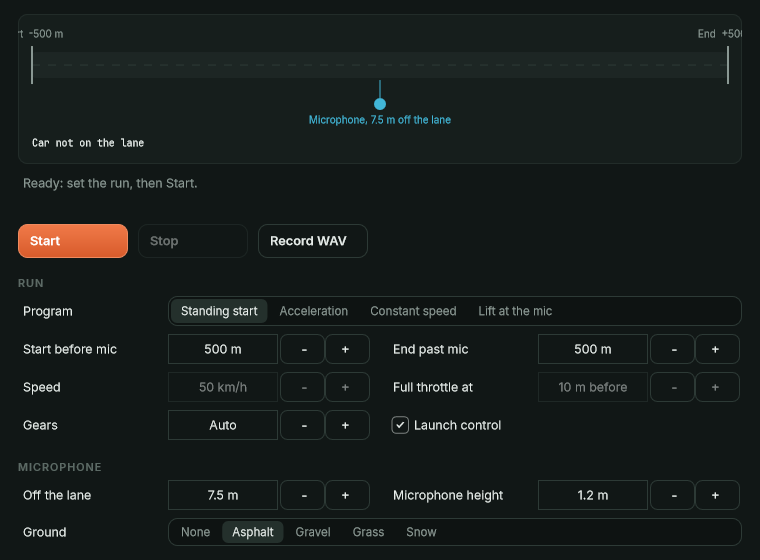 -500 m
End
Microphone, 7.5 m off the lane
Car not on the lane
Ready: set the run, then Start.
Start Stop Record WAV
RUN
Program Standing start Acceleration Constant speed Lift at the mic
Start before mic 500 m - + End past mic 500 m - +
Speed 50 km/h - + Full throttle at 10 m before - +
Gears Auto - + Launch control
MICROPHONE
Off the lane 7.5 m - + Microphone height 1.2 m - +
Ground None Asphalt Gravel Grass Snow